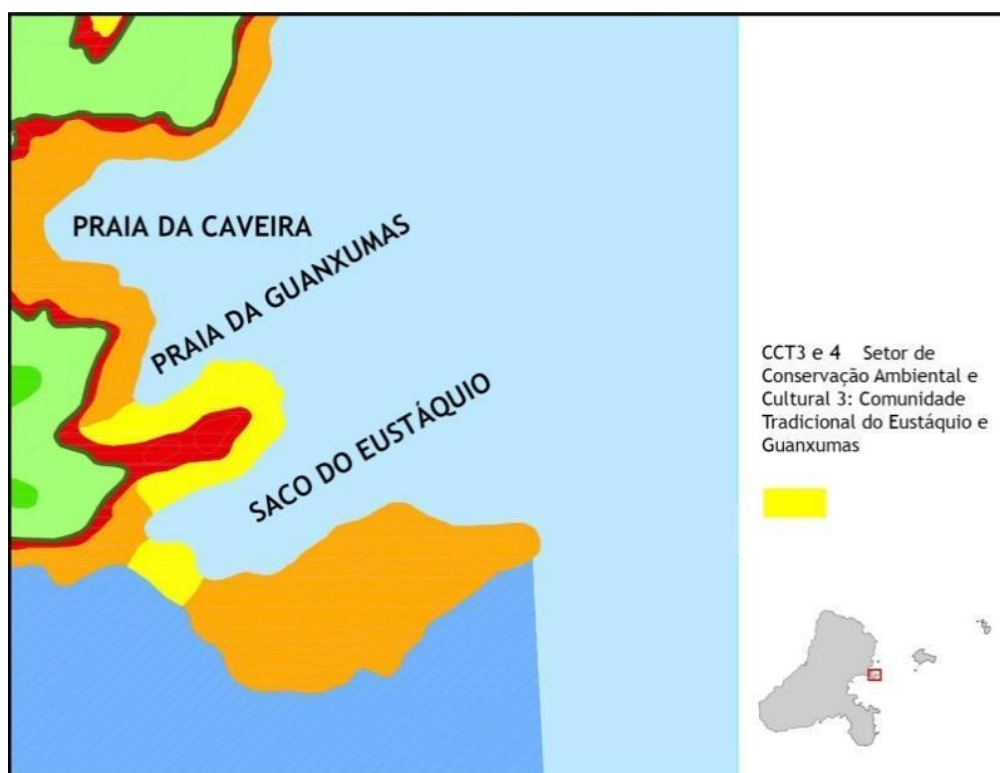 PRAIA DA CAVEIRA
PRAIA DA GUANXUMAS
SACO DO EUSTÁQUIO
CCT3 e 4 Setor de
Conservação Ambiental e
Cultural 3: Comunidade
Tradicional do Eustáquio e
Guanxumas